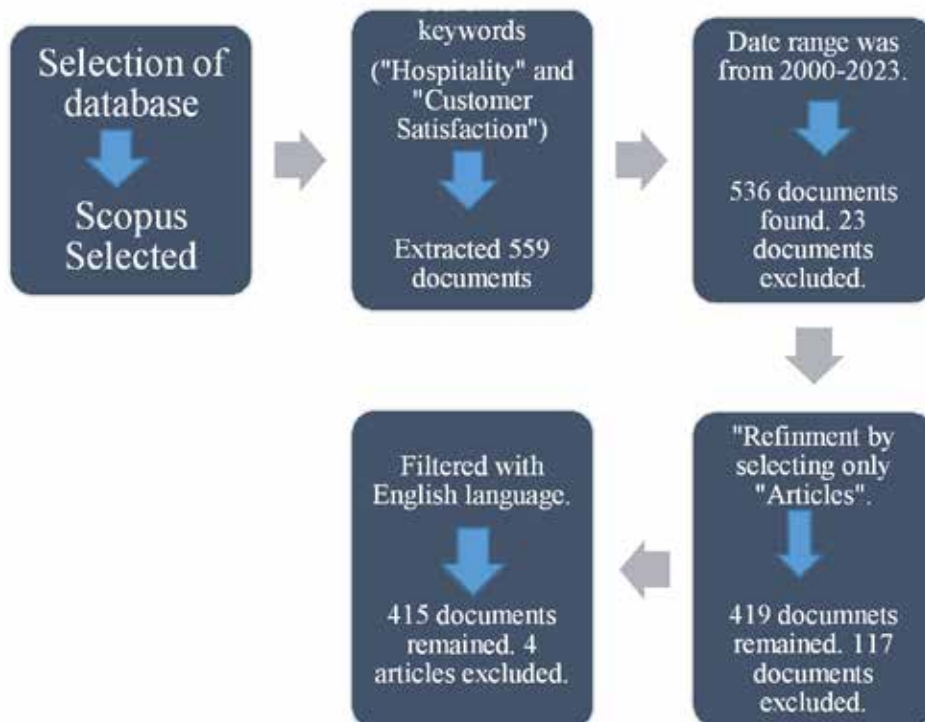 Selection of
database
Scopus
Selected
keywords
("Hospitality" and
"Customer
Satisfaction")
Extracted 559
documents
Date range was
from 2000-2023.
536 documents
found. 23
documents
excluded.
"Refinment by
selecting only
"Articles".
419 documnets
remained. 117
documents
excluded.
Filtered with
English language.
415 documents
remained. 4
articles excluded.